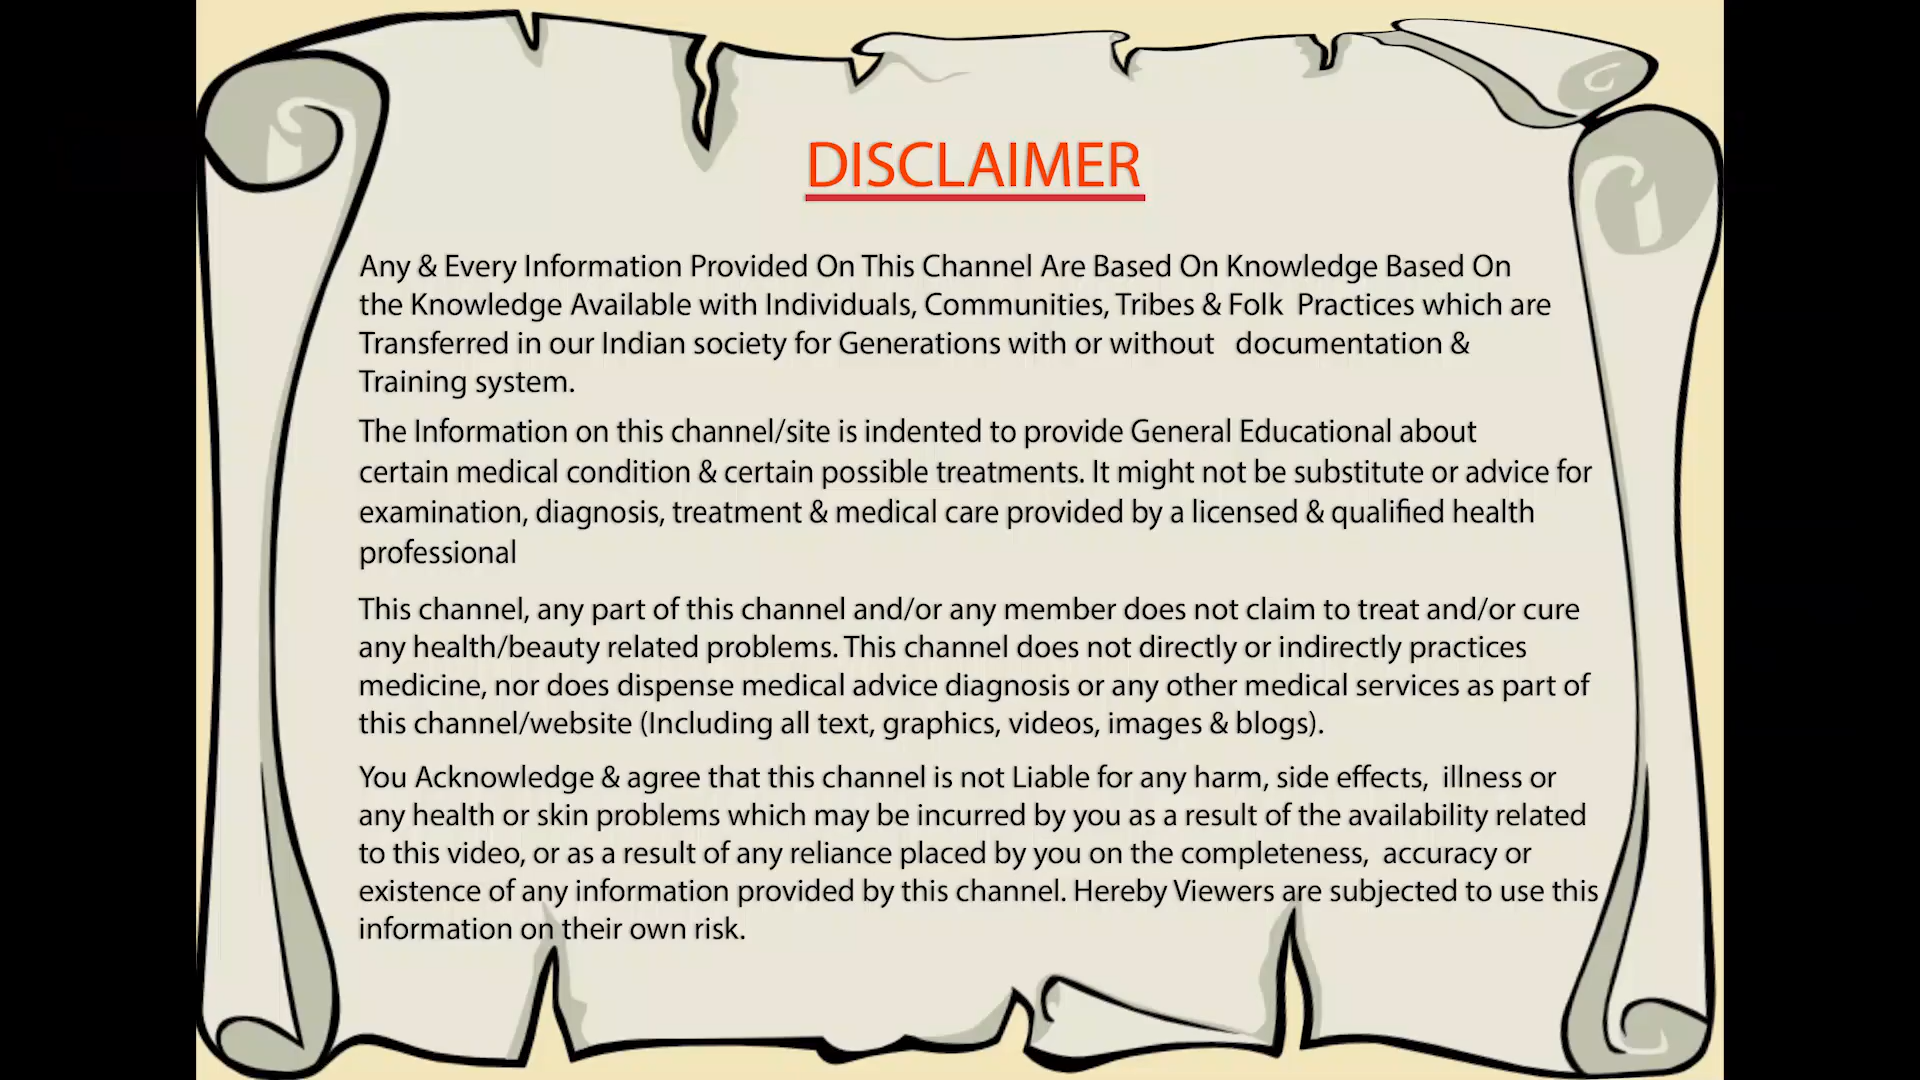 DISCLAIMER
Any & Every Information Provided On This Channel Are Based On Knowledge Based On
the Knowledge Available with Individuals, Communities, Tribes & Folk Practices which are
Transferred in our Indian society for Generations with or without documentation &
Training system.
The Information on this channel/site is indented to provide General Educational about
certain medical condition & certain possible treatments. It might not be substitute or advice for
examination, diagnosis, treatment & medical care provided by a licensed & qualified health
professional
This channel, any part of this channel and/or any member does not claim to treat and/or cure
any health/beauty related problems. This channel does not directly or indirectly practices
medicine, nor does dispense medical advice diagnosis or any other medical services as part of
this channel/website (Including all text, graphics, videos, images & blogs).
You Acknowledge & agree that this channel is not Liable for any harm, side effects, illness or
any health or skin problems which may be incurred by you as a result of the availability related
to this video, or as a result of any reliance placed by you on the completeness, accuracy or
existence of any information provided by this channel. Hereby Viewers are subjected to use this
information on their own risk.